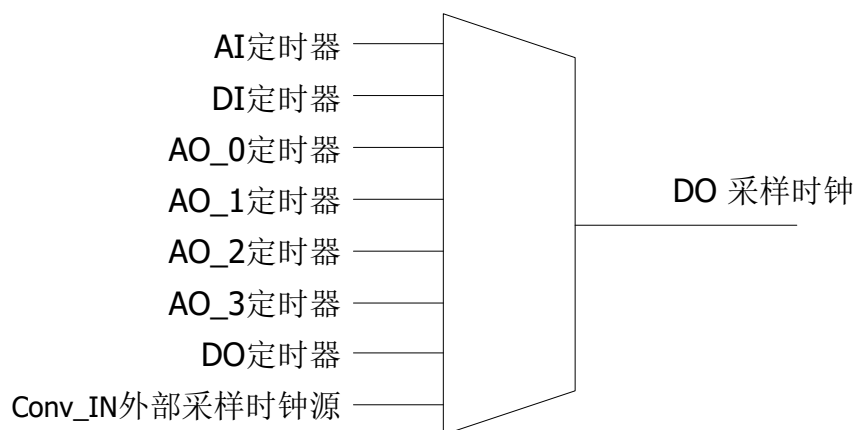 AI定时器
DI定时器
AO_0定时器
AO_1定时器
AO_2定时器
AO_3定时器
DO定时器
Conv_IN外部采样时钟源
DO 采样时钟